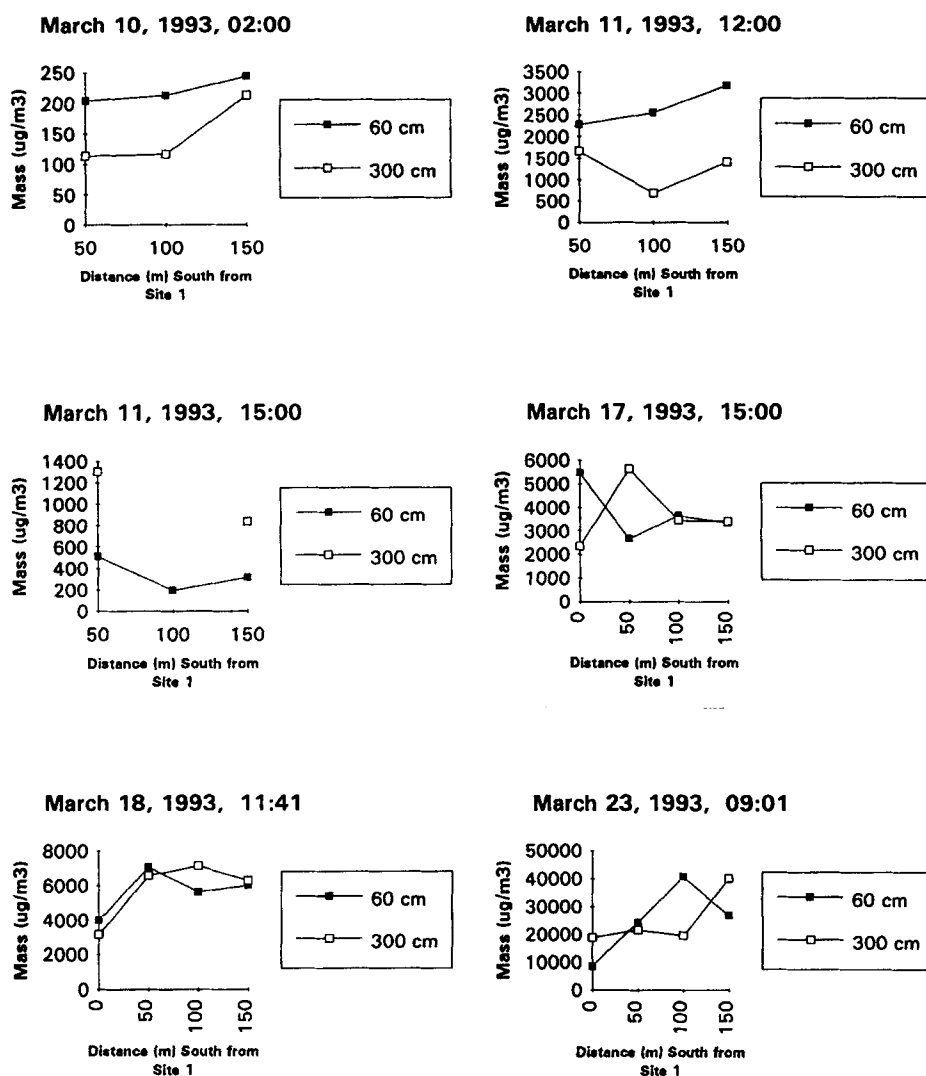 March 10, 1993, 02:00
Mass (ug/m3)
250
200
150
100
50
0
50 100 150
Distance (m) South from
Site 1
60 cm
300 cm
March 11, 1993, 12:00
Mass (ug/m3)
3500
3000
2500
2000
1500
1000
500
0
50 100 150
Distance (m) South from
Site 1
60 cm
300 cm
March 11, 1993, 15:00
Mass (ug/m3)
1400
1200
1000
800
600
400
200
0
50 100 150
Distance (m) South from
Site 1
60 cm
300 cm
March 17, 1993, 15:00
Mass (ug/m3)
6000
5000
4000
3000
2000
1000
0
0 50 100 150
Distance (m) South from
Site 1
60 cm
300 cm
March 18, 1993, 11:41
Mass (ug/m3)
8000
6000
4000
2000
0
0 50 100 150
Distance (m) South from
Site 1
60 cm
300 cm
March 23, 1993, 09:01
Mass (ug/m3)
50000
40000
30000
20000
10000
0
0 50 100 150
Distance (m) South from
Site 1
60 cm
300 cm